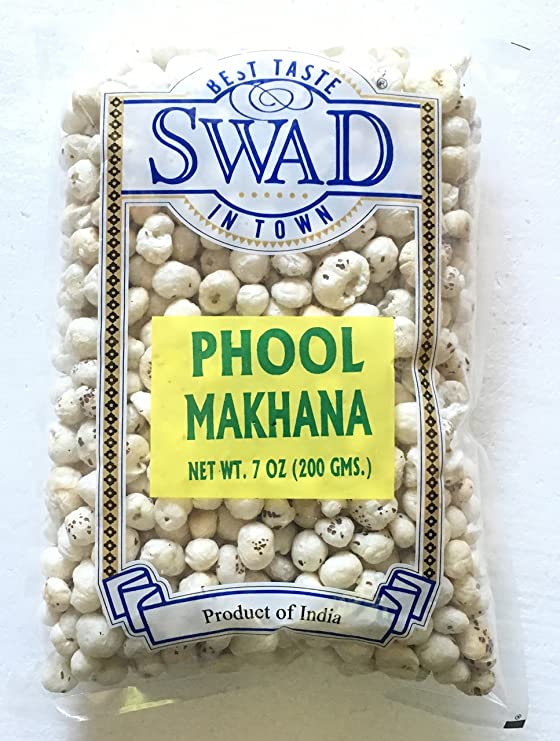 BEST TASTE
SWAD®
IN TOWN
PHOOL
MAKHANA
NET WT. 7 OZ (200 GMS.)
Product of India